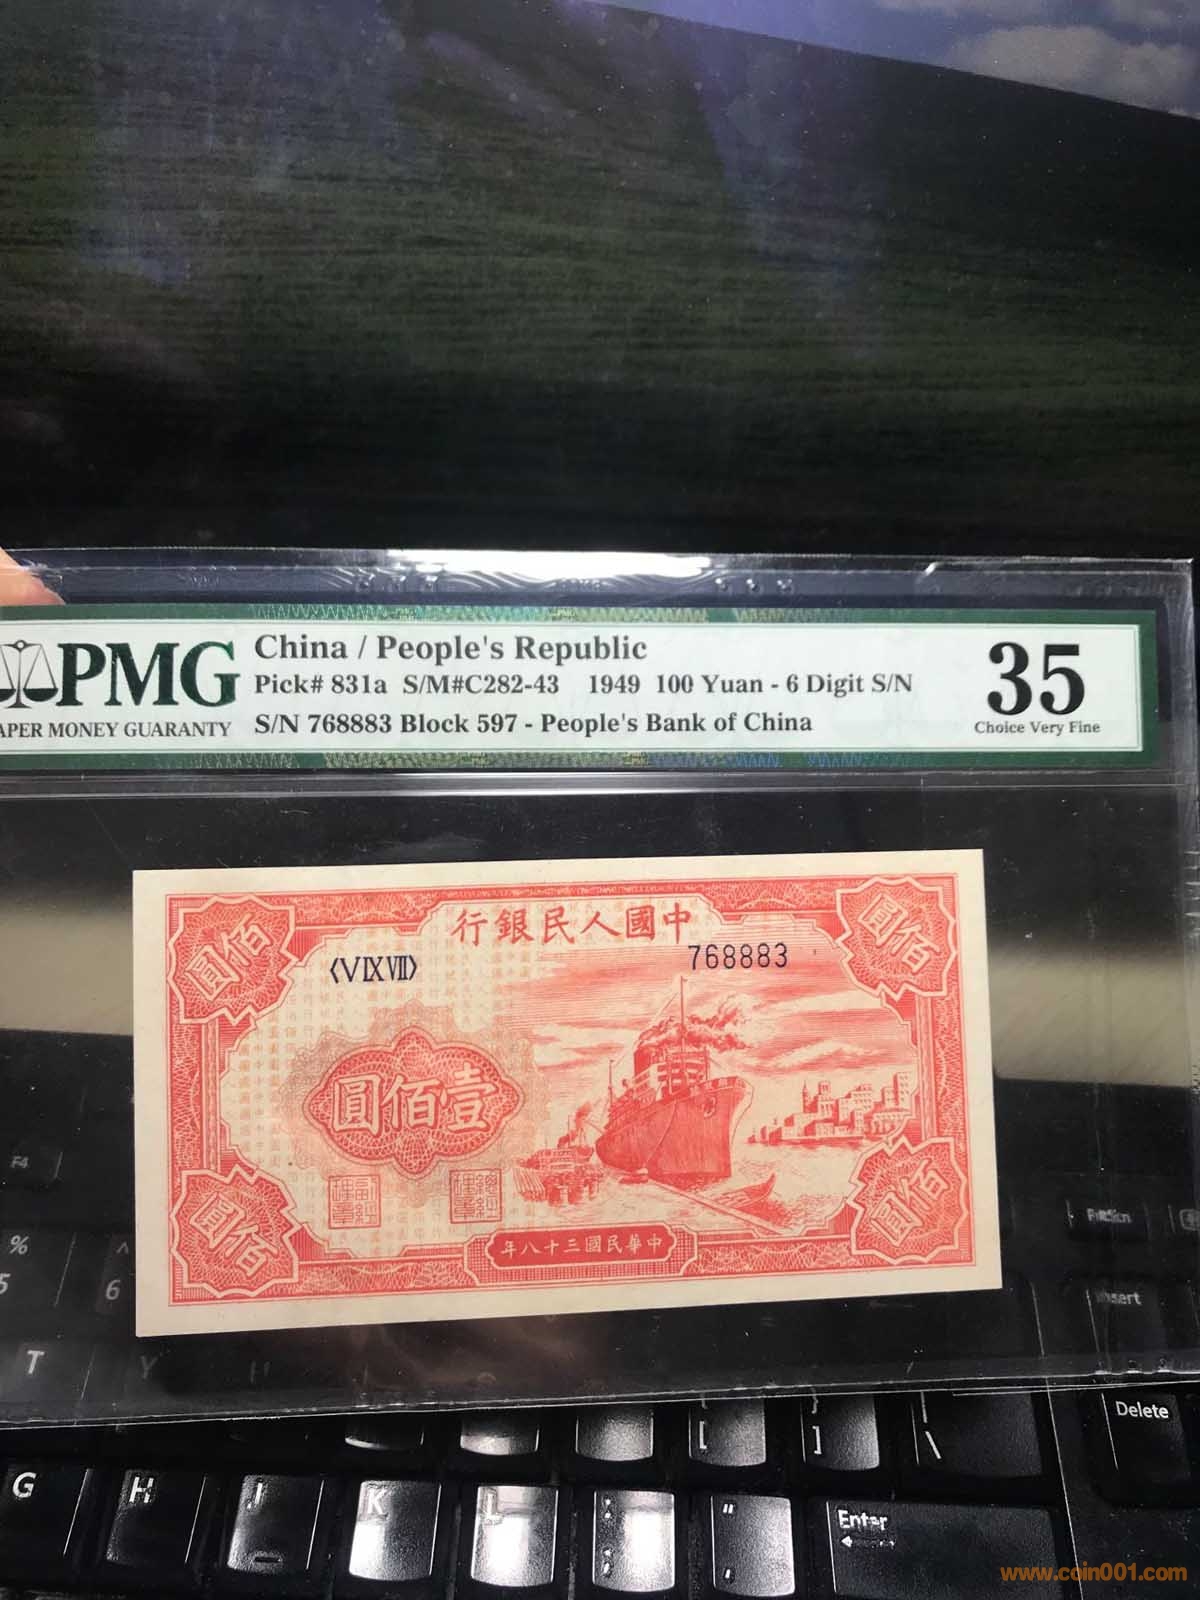 PMG
APER MONEY GUARANTY
China / People's Republic
Pick# 831a S/M#C282-43 1949 100 Yuan - 6 Digit S/N
S/N 768883 Block 597 - People's Bank of China
35
Choice Very Fine
行銀民人國中
〈ⅤⅨⅦ〉
768883
圓佰
圓佰
圓佰壹
圓佰
圓佰
年八十三國民華中
F4
%
5
^
6
T
Y
Insert
Delete
{
[
}
]
|
\
G
H
J
K
L
:
;
"
,
Enter
www.coin001.com